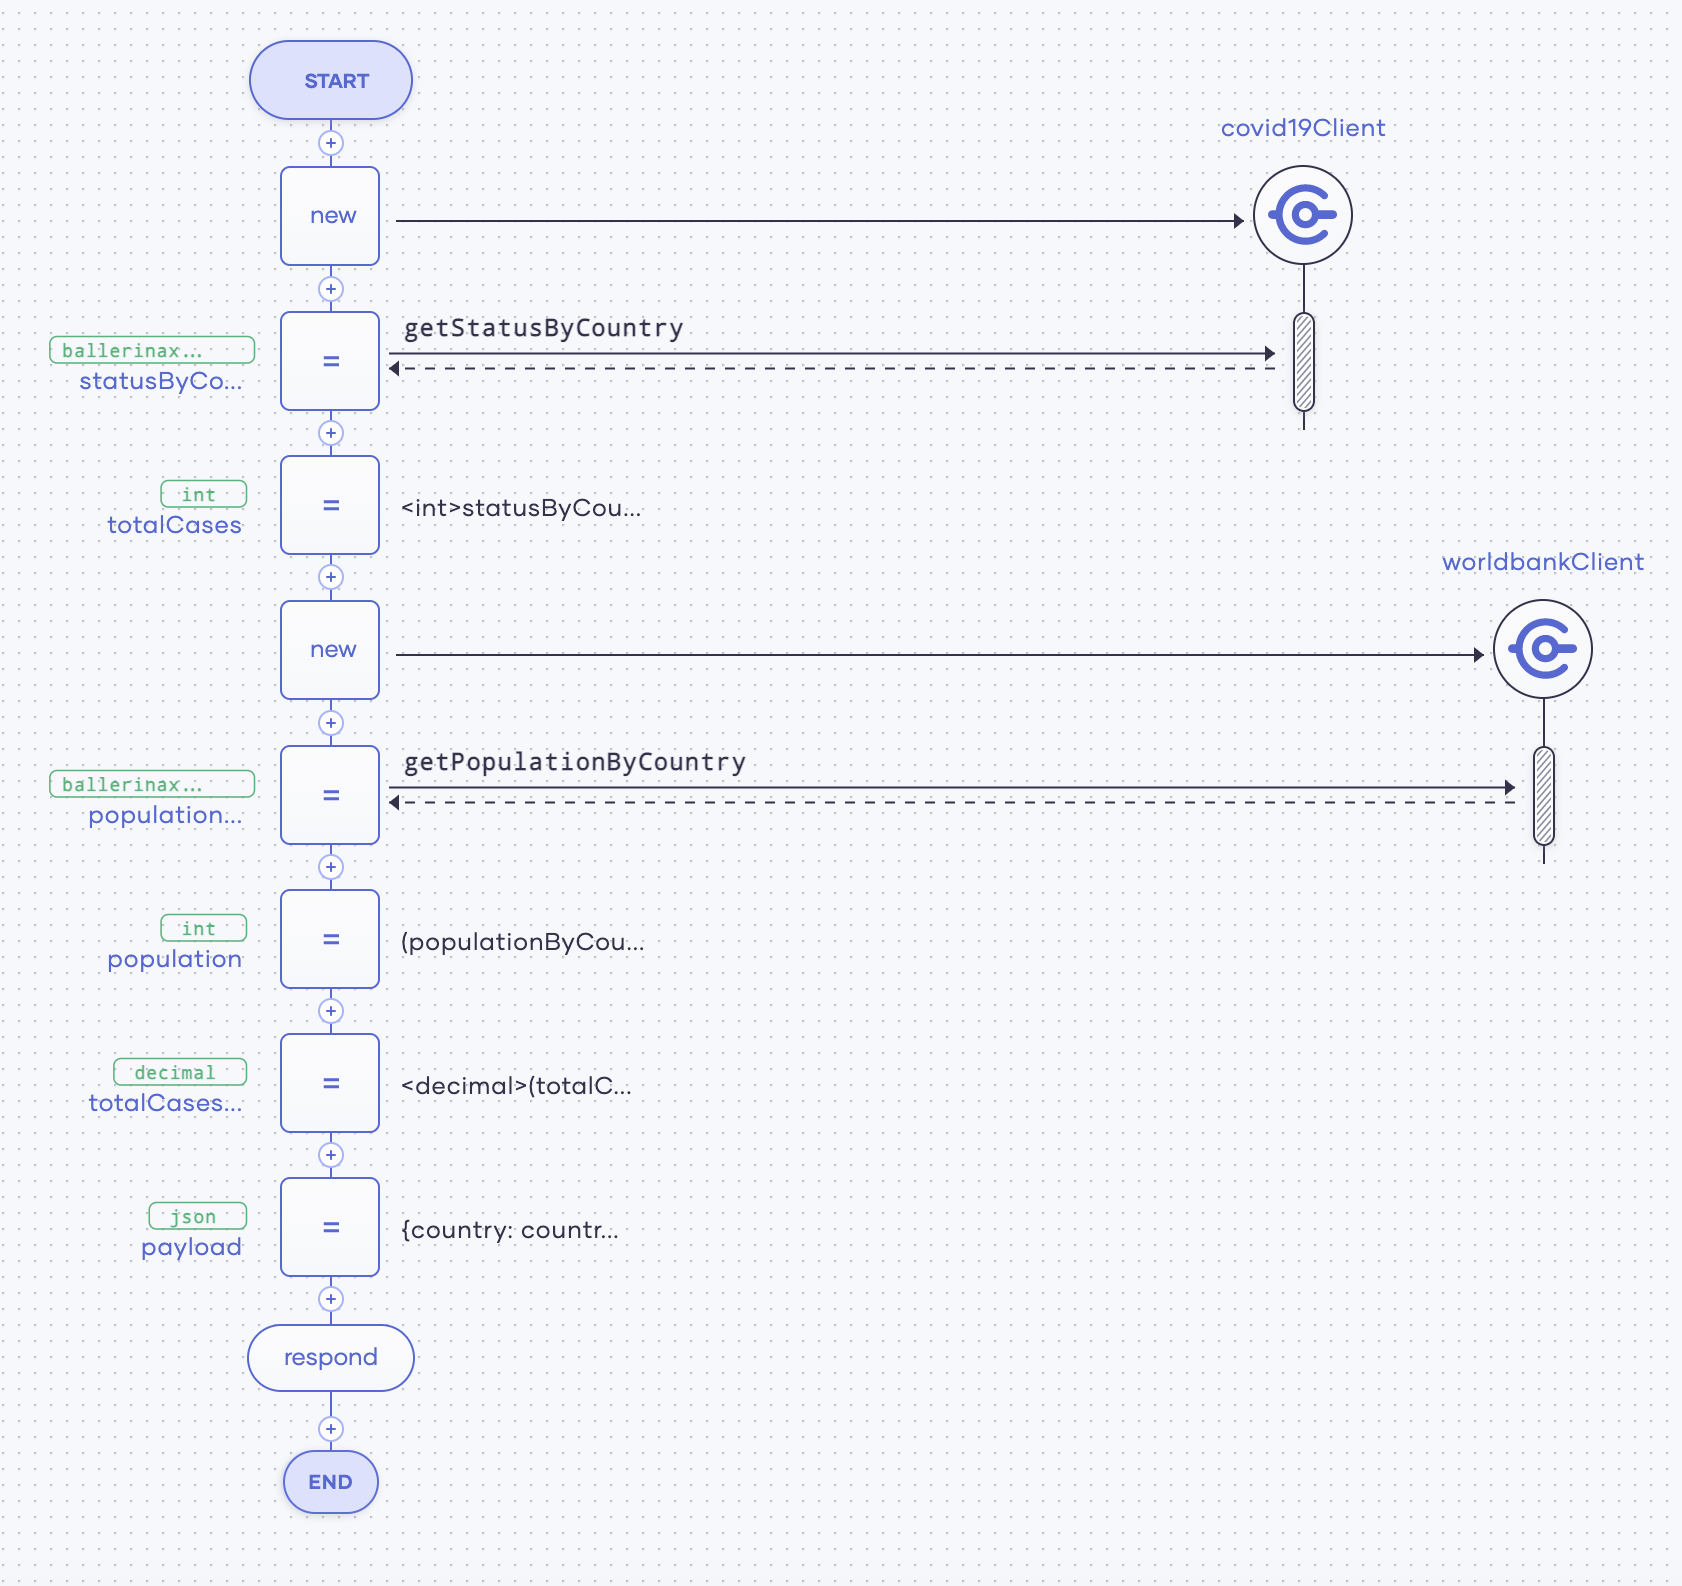 START
covid19Client
new
getStatusByCountry
ballerinax...
=
statusByCo...
int
=
<int>statusByCou...
totalCases
worldbankClient
new
getPopulationByCountry
ballerinax...
=
population...
int
=
(populationByCou...
population
decimal
=
<decimal>(totalC...
totalCases...
json
=
{country: countr...
payload
respond
END